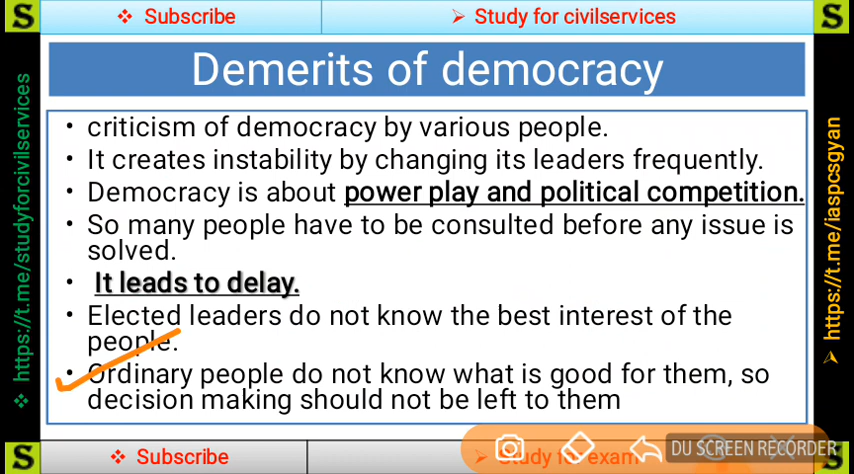 S
❖ Subscribe
➢ Study for civilservices
S
Demerits of democracy
❖ https://t.me/studyforcivilservices
➢ https://t.me/iaspcsgyan
• criticism of democracy by various people.
• It creates instability by changing its leaders frequently.
• Democracy is about power play and political competition.
• So many people have to be consulted before any issue is
solved.
• It leads to delay.
• Elected leaders do not know the best interest of the
people.
• Ordinary people do not know what is good for them, so
decision making should not be left to them
S
❖ Subscribe
➢ Study for exam
DU SCREEN RECORDER
S